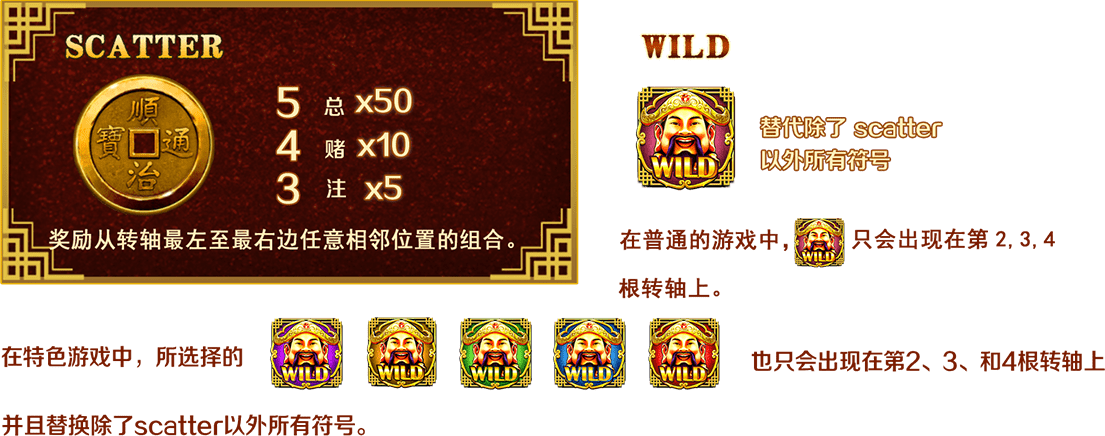 SCATTER
順
寶 通
治
5 总 x50
4 赌 x10
3 注 x5
奖励从转轴最左至最右边任意相邻位置的组合。
WILD
WILD
替代除了 scatter
以外所有符号
在普通的游戏中, WILD 只会出现在第 2, 3, 4
根转轴上。
在特色游戏中，所选择的 WILD WILD WILD WILD WILD 也只会出现在第2、3、和4根转轴上
并且替换除了scatter以外所有符号。